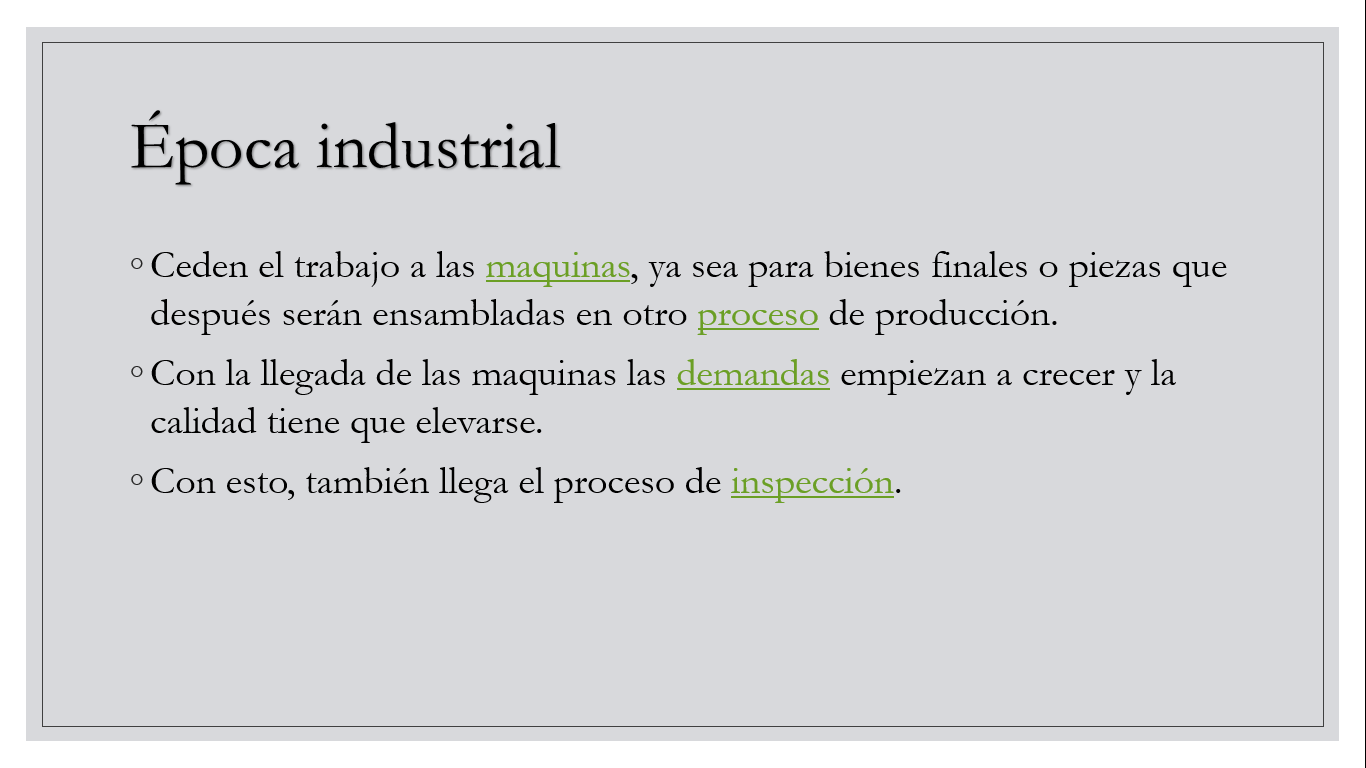 Época industrial
◦ Ceden el trabajo a las maquinas, ya sea para bienes finales o piezas que
después serán ensambladas en otro proceso de producción.
◦ Con la llegada de las maquinas las demandas empiezan a crecer y la
calidad tiene que elevarse.
◦ Con esto, también llega el proceso de inspección.